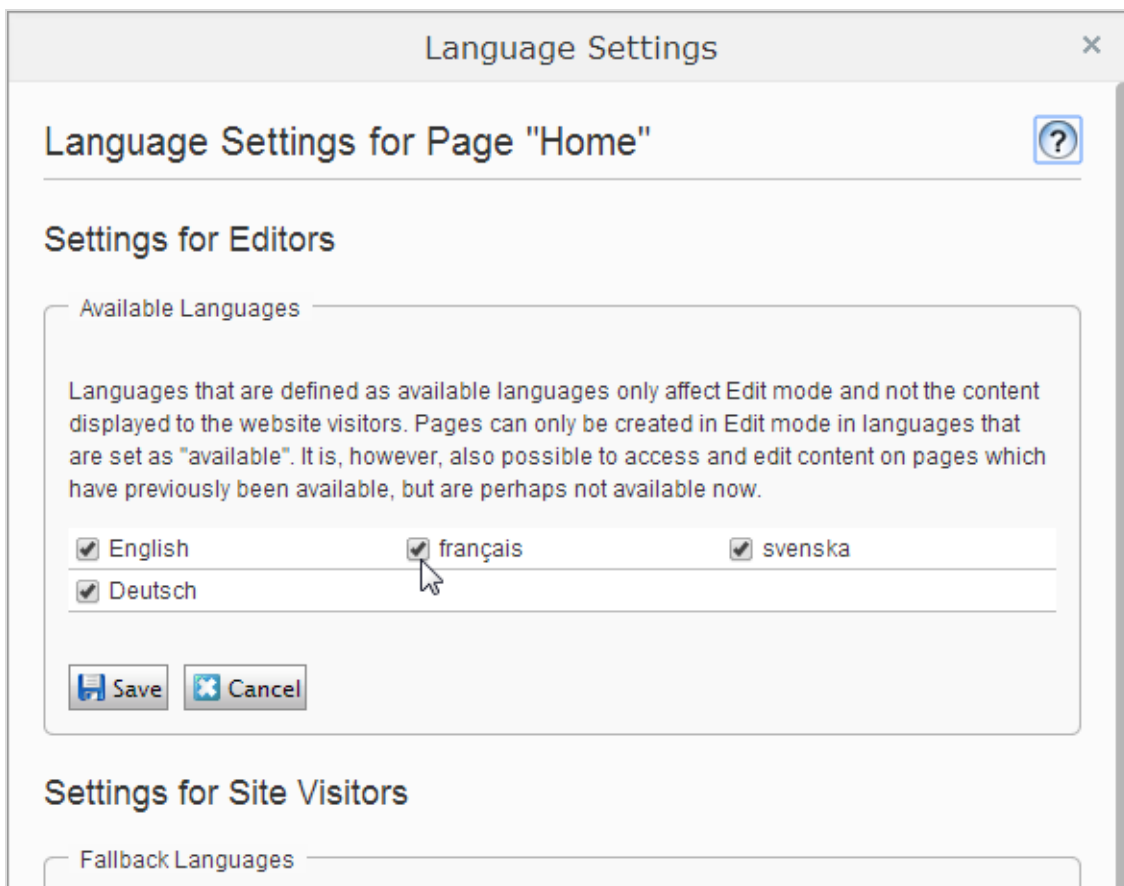 Language Settings
Language Settings for Page "Home"
Settings for Editors
Available Languages
Languages that are defined as available languages only affect Edit mode and not the content
displayed to the website visitors. Pages can only be created in Edit mode in languages that
are set as "available". It is, however, also possible to access and edit content on pages which
have previously been available, but are perhaps not available now.
English français svenska
Deutsch
Save Cancel
Settings for Site Visitors
Fallback Languages